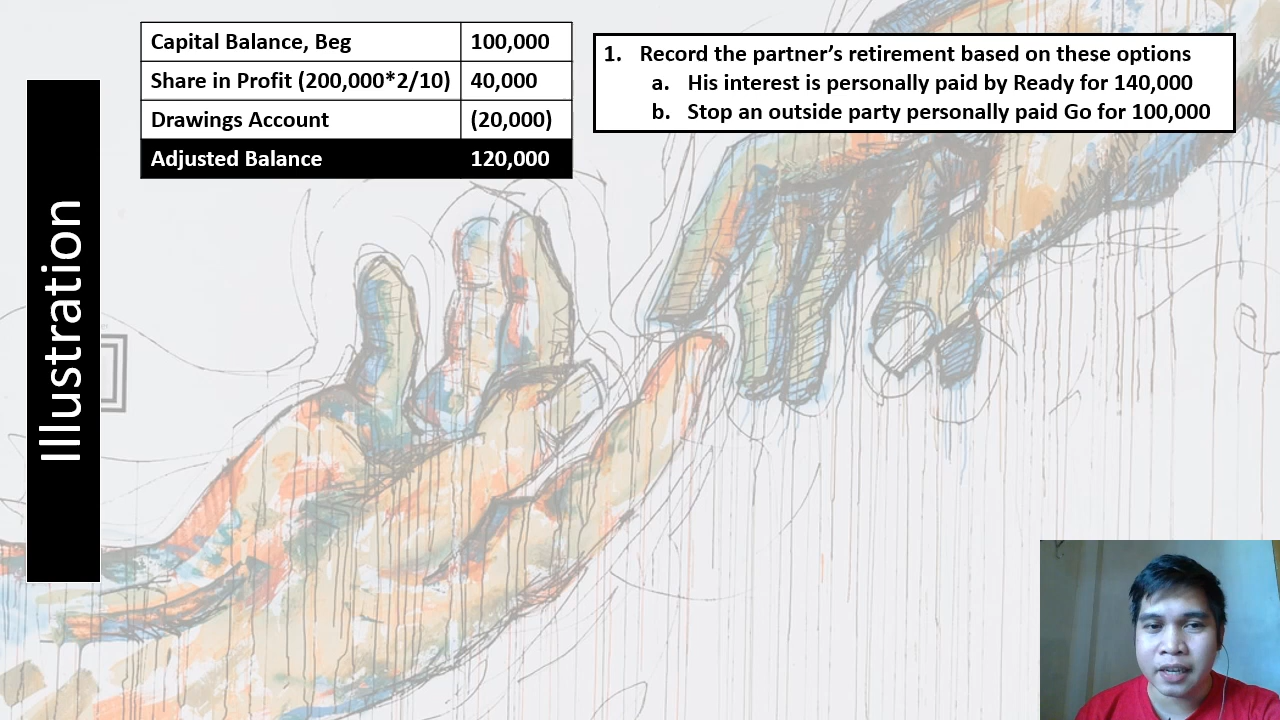 Illustration
Capital Balance, Beg 100,000
Share in Profit (200,000*2/10) 40,000
Drawings Account (20,000)
Adjusted Balance 120,000
1. Record the partner’s retirement based on these options
a. His interest is personally paid by Ready for 140,000
b. Stop an outside party personally paid Go for 100,000